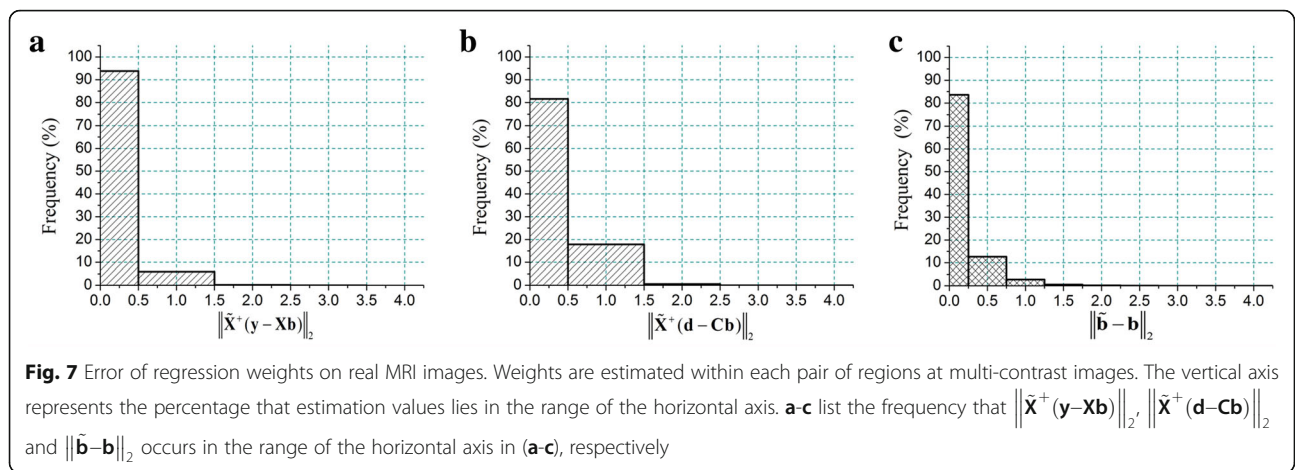 a
100
90
80
70
60
50
40
30
20
10
0
Frequency (%)
0.0 0.5 1.0 1.5 2.0 2.5 3.0 3.5 4.0
‖X̃⁺(y − Xb)‖₂
b
100
90
80
70
60
50
40
30
20
10
0
Frequency (%)
0.0 0.5 1.0 1.5 2.0 2.5 3.0 3.5 4.0
‖X̃⁺(d − Cb)‖₂
c
100
90
80
70
60
50
40
30
20
10
0
Frequency (%)
0.0 0.5 1.0 1.5 2.0 3.0 3.5 4.0
‖b̃ − b‖₂
Fig. 7 Error of regression weights on real MRI images. Weights are estimated within each pair of regions at multi-contrast images. The vertical axis
represents the percentage that estimation values lies in the range of the horizontal axis. a-c list the frequency that ‖X̃⁺(y−Xb)‖₂, ‖X̃⁺(d−Cb)‖₂
and ‖b̃−b‖₂ occurs in the range of the horizontal axis in (a-c), respectively